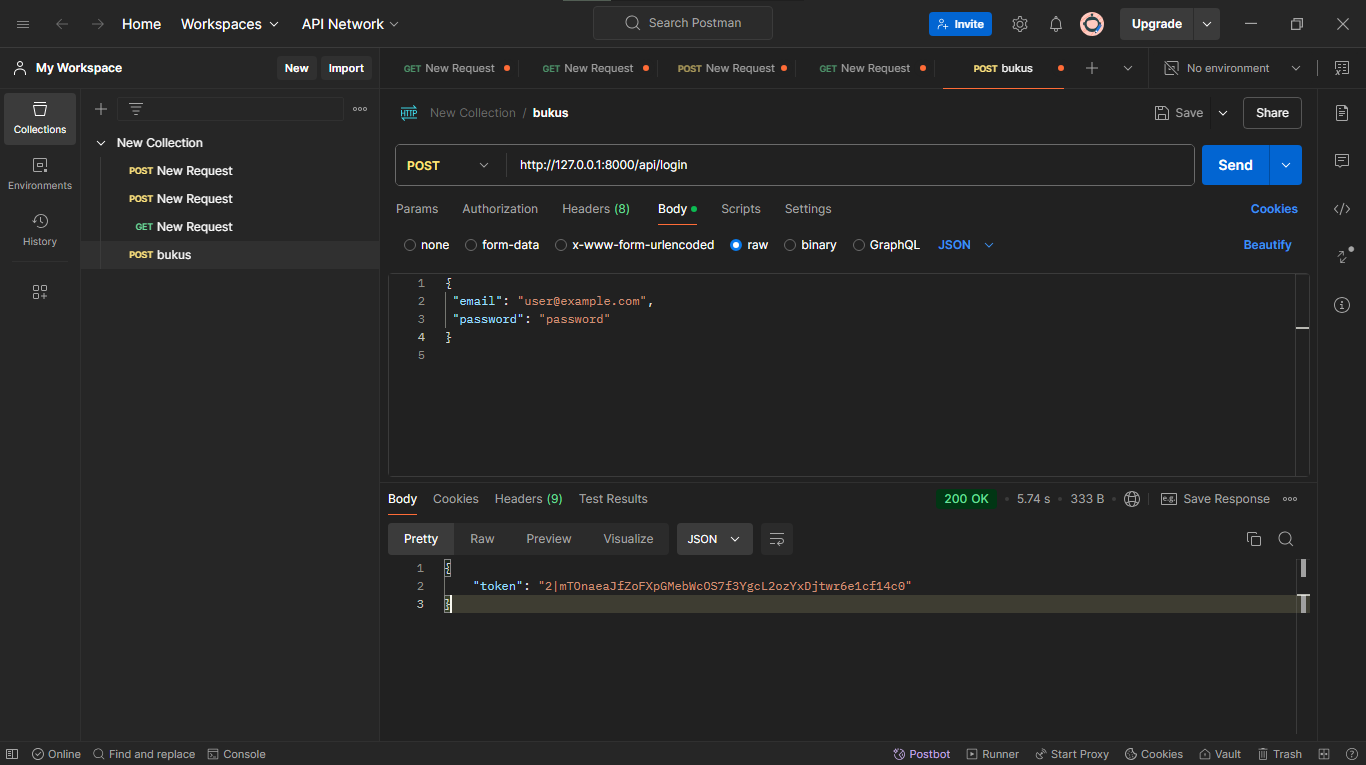 Home Workspaces API Network Search Postman Invite Upgrade
My Workspace New Import GET New Request GET New Request POST New Request GET New Request POST bukus No environment
Collections
Environments
History
New Collection
POST New Request
POST New Request
GET New Request
POST bukus
HTTP New Collection / bukus Save Share
POST http://127.0.0.1:8000/api/login Send
Params Authorization Headers (8) Body Scripts Settings Cookies
none form-data x-www-form-urlencoded raw binary GraphQL JSON Beautify
1 {
2 "email": "user@example.com",
3 "password": "password"
4 }
5
Body Cookies Headers (9) Test Results 200 OK 5.74 s 333 B e.g. Save Response
Pretty Raw Preview Visualize JSON
1 {
2 "token": "2|mTOnaeaJfZoFXpGMebWcOS7f3YgcL2ozYxDjtwr6e1cf14c0"
3 }
Online Find and replace Console Postbot Runner Start Proxy Cookies Vault Trash